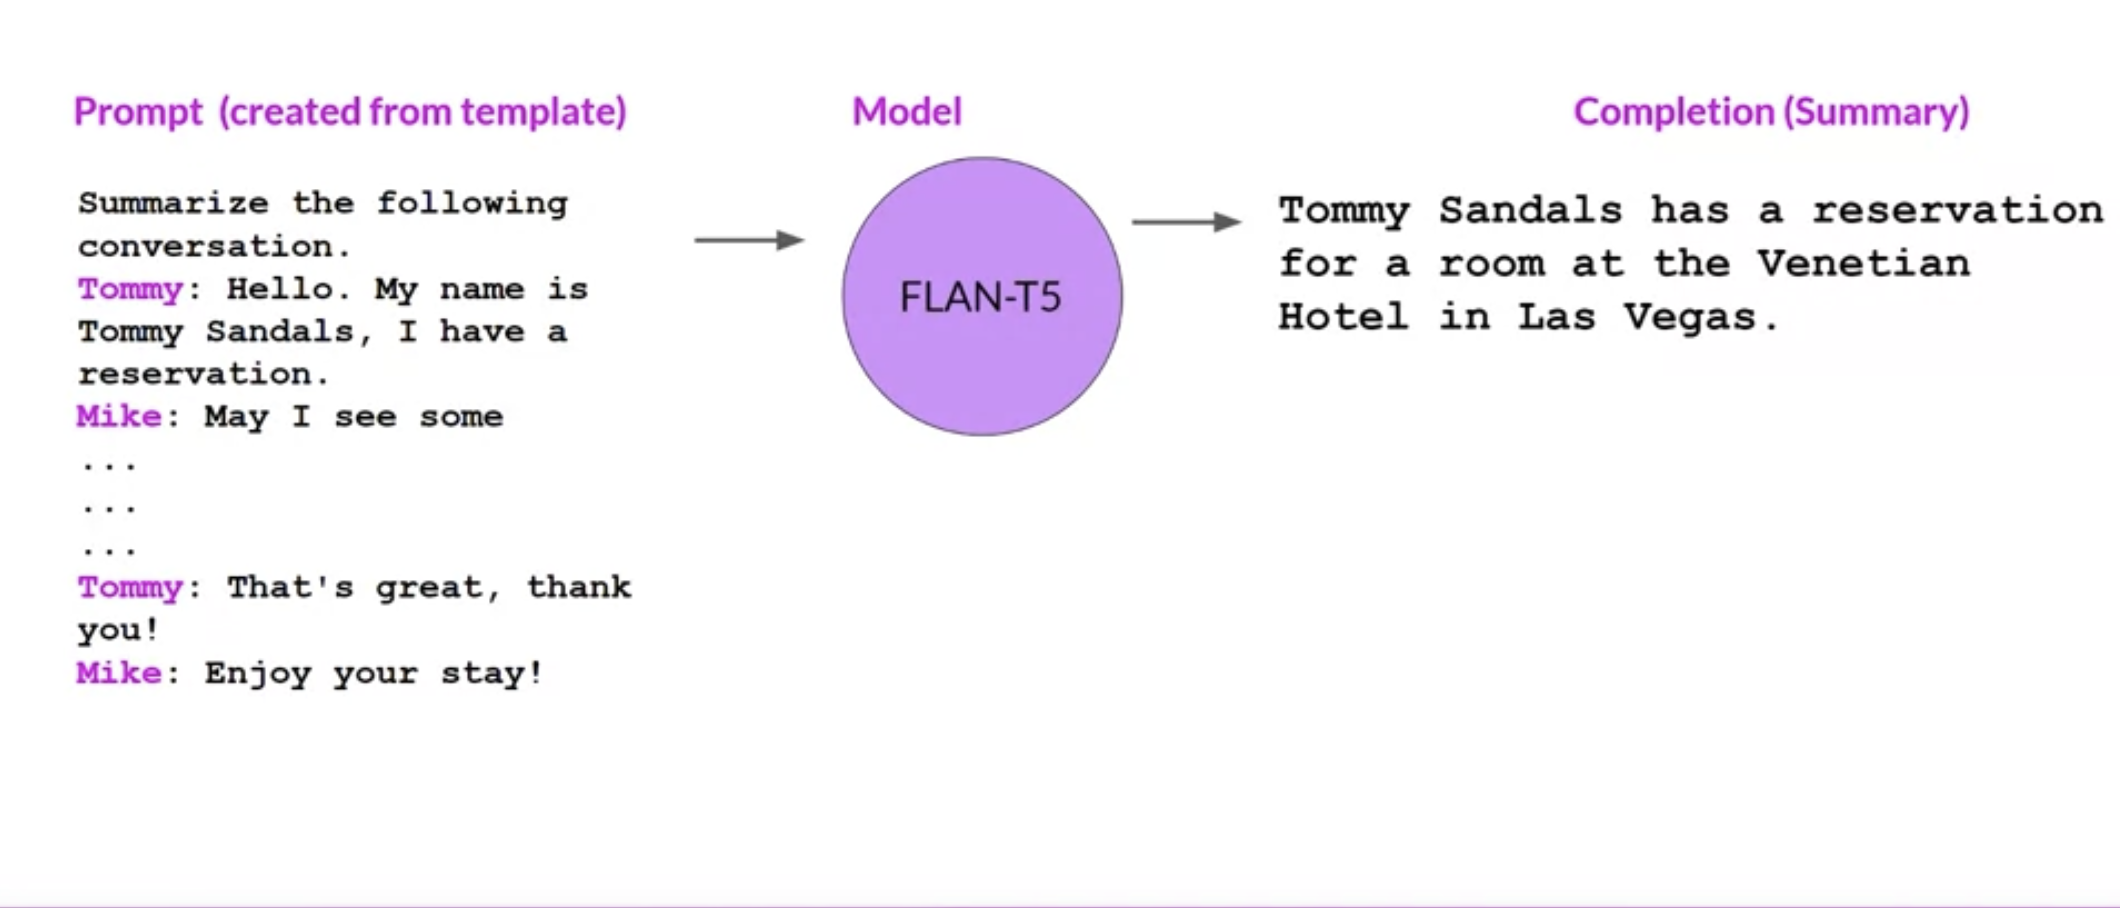 Prompt (created from template)
Model
Completion (Summary)
Summarize the following
conversation.
Tommy: Hello. My name is
Tommy Sandals, I have a
reservation.
Mike: May I see some
...
...
...
Tommy: That's great, thank
you!
Mike: Enjoy your stay!
FLAN-T5
Tommy Sandals has a reservation
for a room at the Venetian
Hotel in Las Vegas.